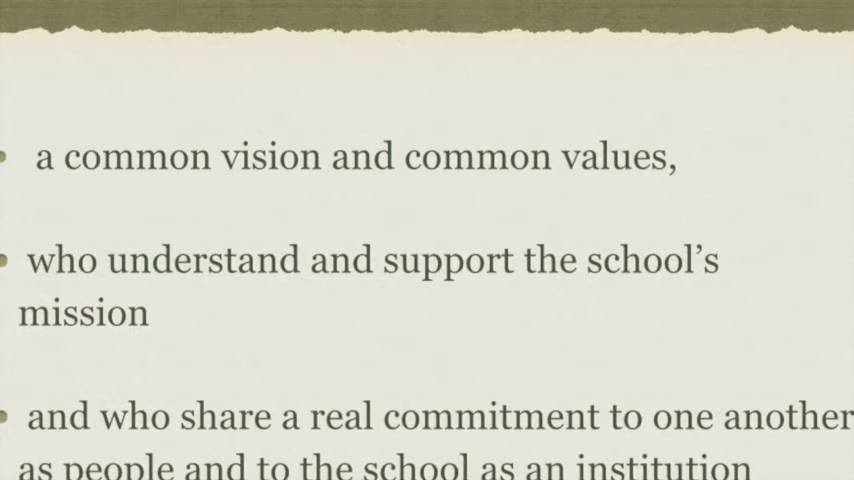 • a common vision and common values,
• who understand and support the school’s
mission
• and who share a real commitment to one another
as people and to the school as an institution